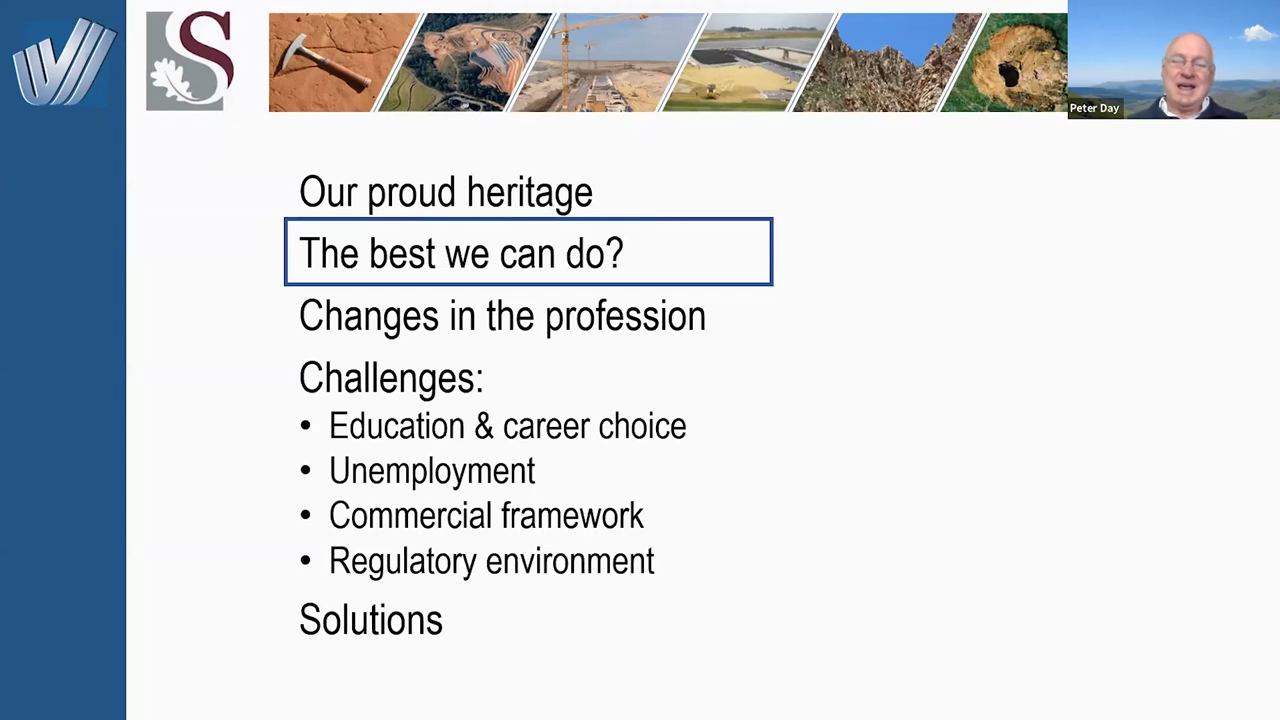 S
Peter Day
Our proud heritage
The best we can do?
Changes in the profession
Challenges:
• Education & career choice
• Unemployment
• Commercial framework
• Regulatory environment
Solutions